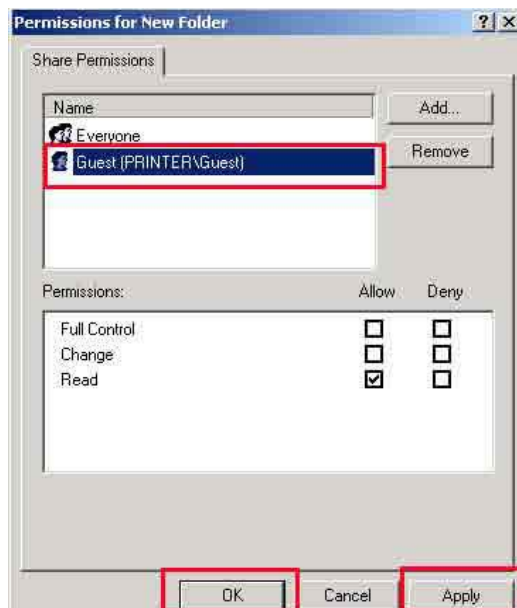 Permissions for New Folder
Share Permissions
Name
Add...
Everyone
Guest (PRINTER\Guest)
Remove
Permissions: Allow Deny
Full Control
Change
Read
OK Cancel Apply